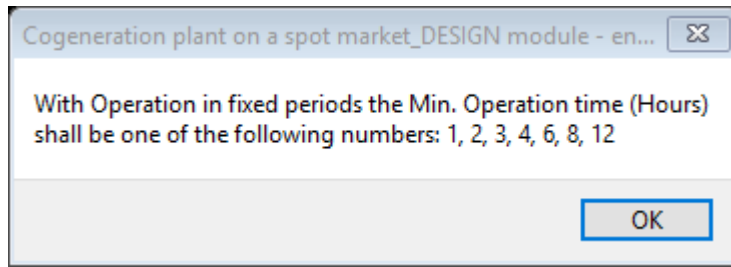 Cogeneration plant on a spot market_DESIGN module - en...
With Operation in fixed periods the Min. Operation time (Hours)
shall be one of the following numbers: 1, 2, 3, 4, 6, 8, 12
OK